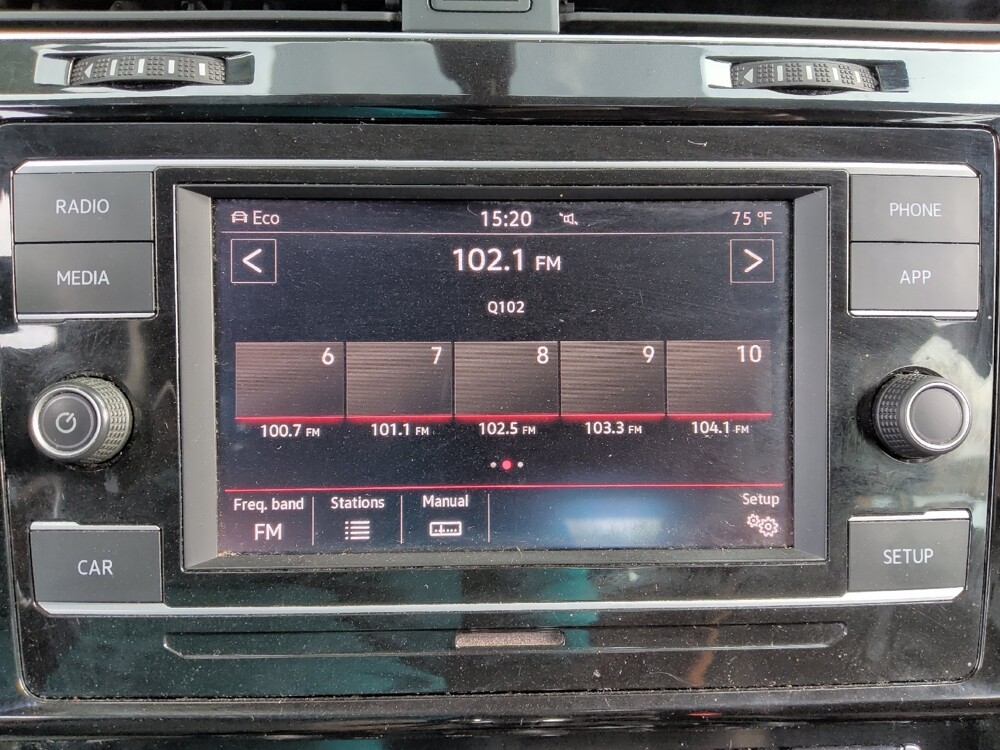 RADIO
MEDIA
CAR
Eco 15:20 75 °F
< 102.1 FM >
Q102
6 7 8 9 10
100.7 FM 101.1 FM 102.5 FM 103.3 FM 104.1 FM
Freq. band Stations Manual Setup
FM
PHONE
APP
SETUP